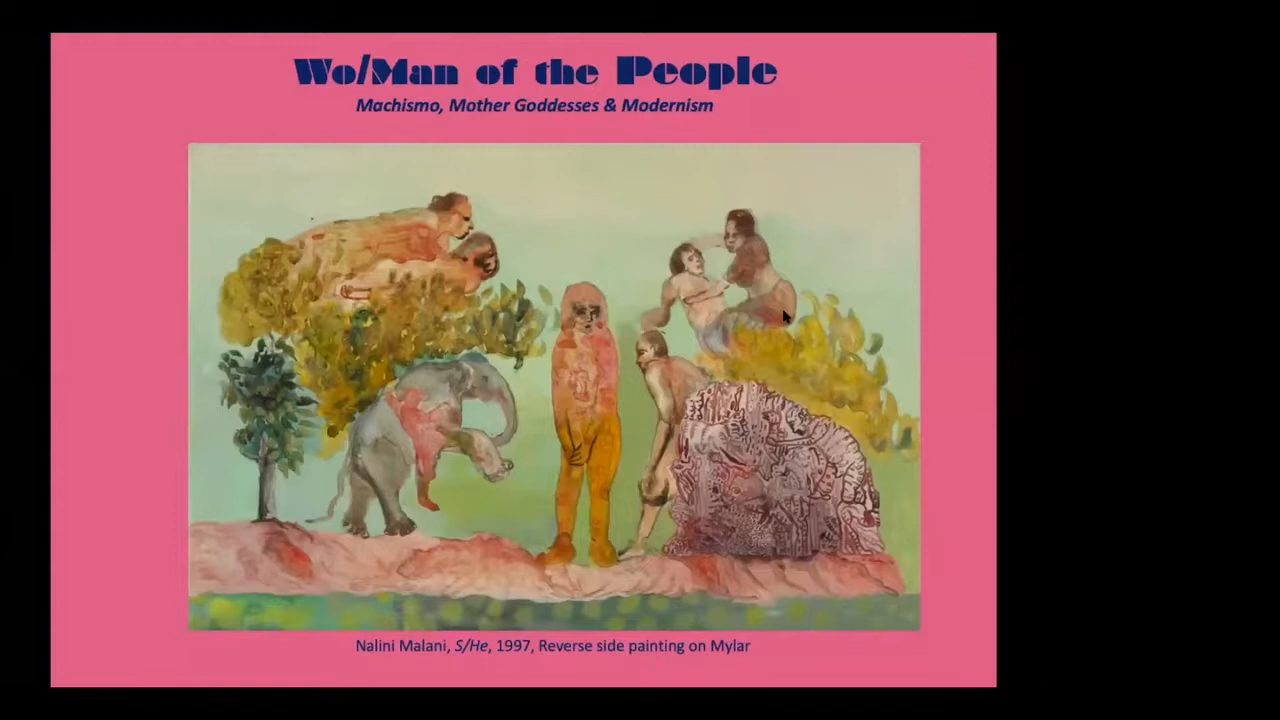 Wo/Man of the People
Machismo, Mother Goddesses & Modernism
Nalini Malani, S/He, 1997, Reverse side painting on Mylar